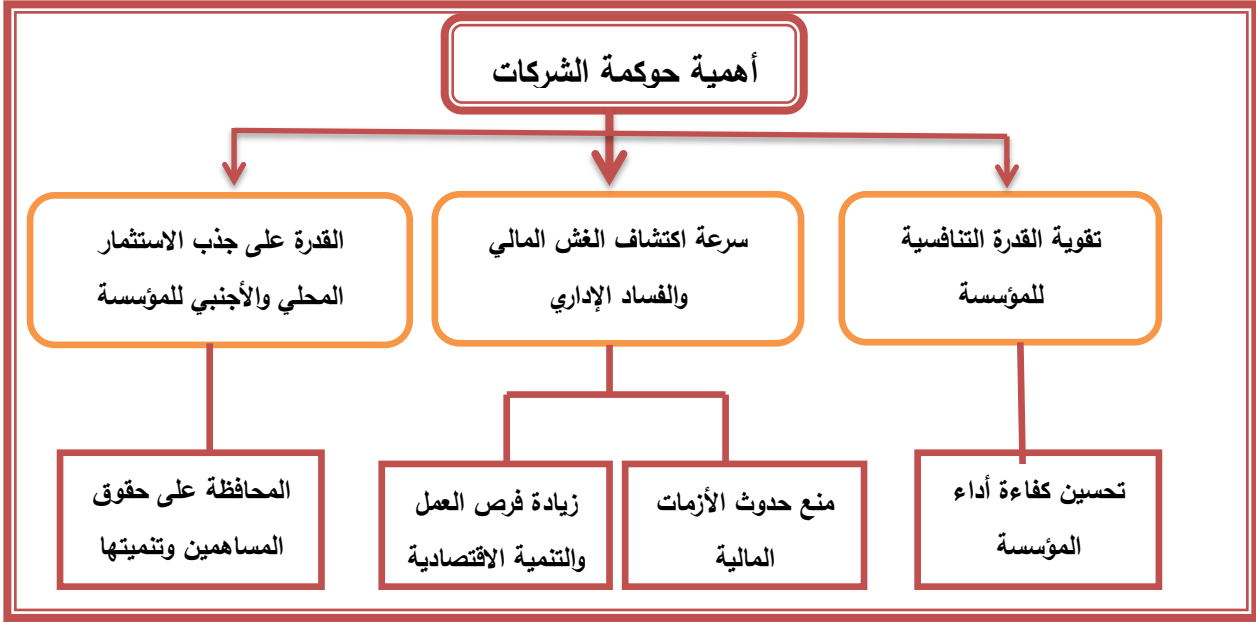 أهمية حوكمة الشركات
تقوية القدرة التنافسية
للمؤسسة
سرعة اكتشاف الغش المالي
والفساد الإداري
القدرة على جذب الاستثمار
المحلي والأجنبي للمؤسسة
تحسين كفاءة أداء
المؤسسة
منع حدوث الأزمات
المالية
زيادة فرص العمل
والتنمية الاقتصادية
المحافظة على حقوق
المساهمين وتنميتها